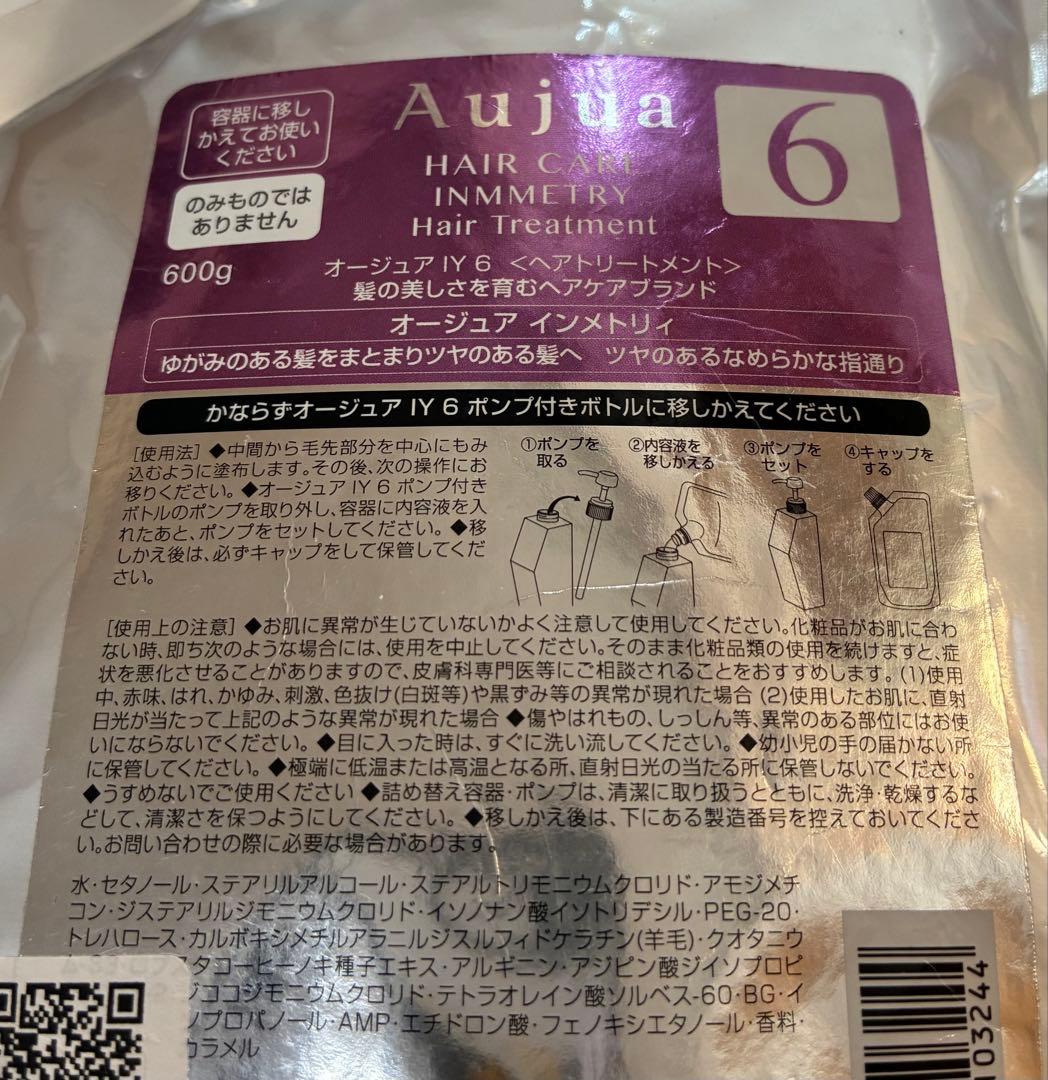 容器に移し
かえてお使い
ください
のみものでは
ありません
600g
Aujua
6
HAIR CARE
INMMETRY
Hair Treatment
オージュア IY 6 <ヘアトリートメント>
髪の美しさを育むヘアケアブランド
オージュア インメトリィ
ゆがみのある髪をまとまりツヤのある髪へ ツヤのあるなめらかな指通り
かならずオージュア IY 6 ポンプ付きボトルに移しかえてください
[使用法] ◆中間から毛先部分を中心にもみ
込むように塗布します。その後、次の操作にお
移りください。◆オージュア IY 6 ポンプ付き
ボトルのポンプを取り外し、容器に内容液を入
れたあと、ポンプをセットしてください。◆移
しかえ後は、必ずキャップをして保管してくだ
さい。
①ポンプを
取る
②内容液を
移しかえる
③ポンプを
セット
④キャップを
する
[使用上の注意] ◆お肌に異常が生じていないかよく注意して使用してください。化粧品がお肌に合わ
ない時、即ち次のような場合には、使用を中止してください。そのまま化粧品類の使用を続けますと、症
状を悪化させることがありますので、皮膚科専門医等にご相談されることをおすすめします。(1)使用
中、赤味、はれ、かゆみ、刺激、色抜け(白斑等)や黒ずみ等の異常が現れた場合 (2)使用したお肌に、直射
日光が当たって上記のような異常が現れた場合 ◆傷やはれもの、しっしん等、異常のある部位にはお使
いにならないでください。◆目に入った時は、すぐに洗い流してください。◆幼小児の手の届かない所
に保管してください。◆極端に低温または高温となる所、直射日光の当たる所に保管しないでください。
◆うすめないでご使用ください ◆詰め替え容器・ポンプは、清潔に取り扱うとともに、洗浄・乾燥するな
どして、清潔さを保つようにしてください。◆移しかえ後は、下にある製造番号を控えておいてくださ
い。お問い合わせの際に必要な場合があります。
水・セタノール・ステアリルアルコール・ステアルトリモニウムクロリド・アモジメチ
コン・ジステアリルジモニウムクロリド・イソノナン酸イソトリデシル・PEG-20・
トレハロース・カルボキシメチルアラニルジスルフィドケラチン(羊毛)・クオタニウ
タコーヒーノキ種子エキス・アルギニン・アジピン酸ジイソプロピ
ココジモニウムクロリド・テトラオレイン酸ソルベス-60・BG・イ
ソプロパノール・AMP・エチドロン酸・フェノキシエタノール・香料・
カラメル
03244